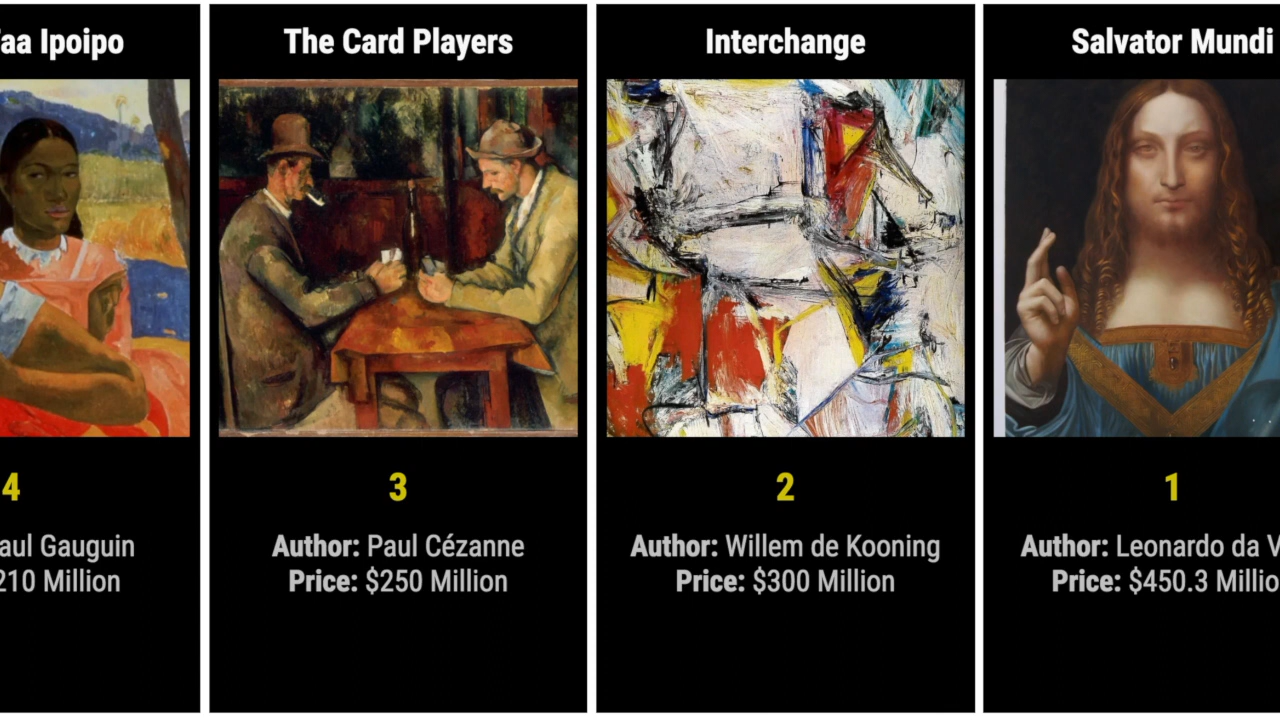 aa Ipoipo
4
aul Gauguin
210 Million
The Card Players
3
Author: Paul Cézanne
Price: $250 Million
Interchange
2
Author: Willem de Kooning
Price: $300 Million
Salvator Mundi
1
Author: Leonardo da V
Price: $450.3 Millio